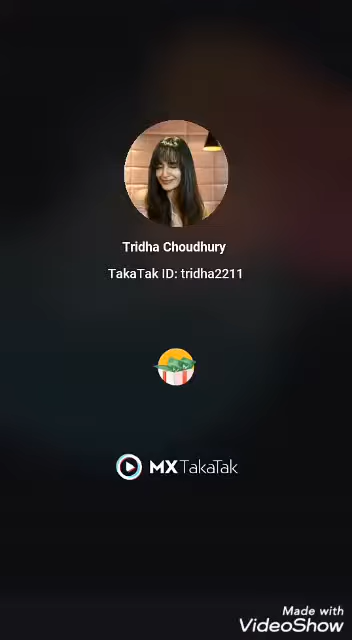 Tridha Choudhury
TakaTak ID: tridha2211
MX TakaTak
Made with
VideoShow